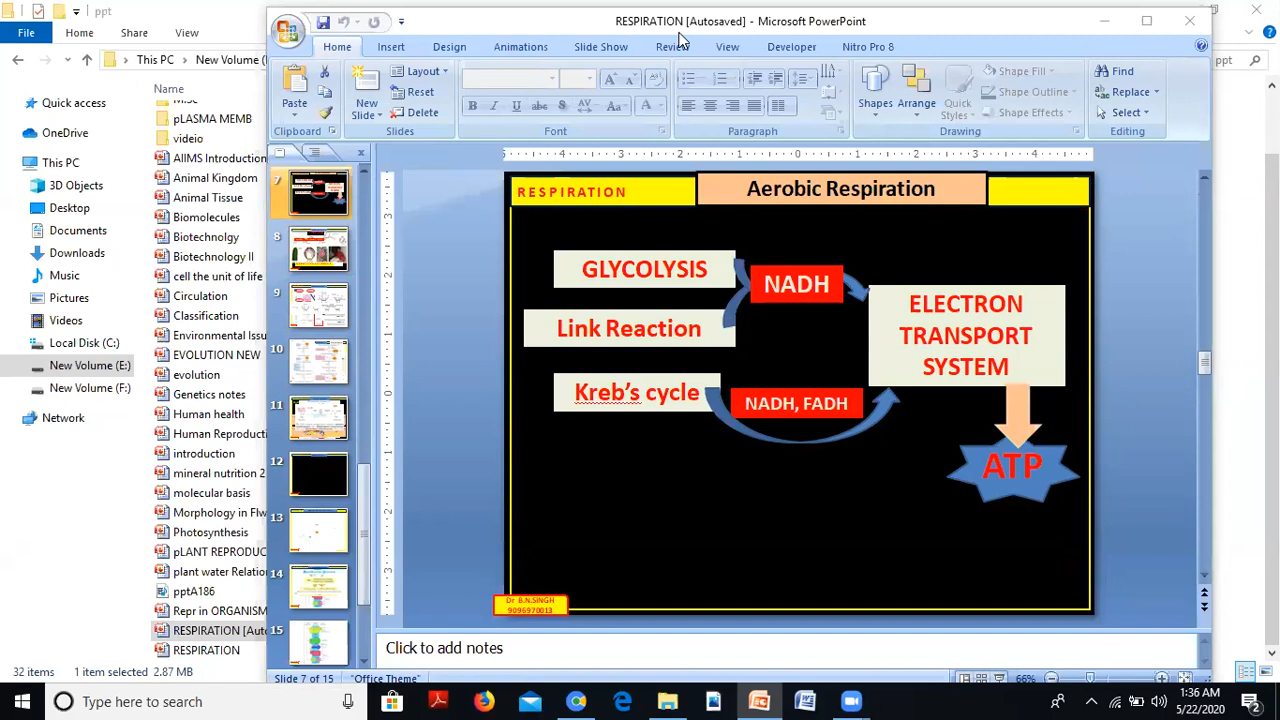 ppt
RESPIRATION [Autosaved] - Microsoft PowerPoint
File
Home
Share
View
Home
Insert
Design
Animations
Slide Show
Review
View
Developer
Nitro Pro 8
This PC
New Volume (
ppt
Paste
New
Slide
Layout
Reset
Delete
Shapes
Arrange
Quick
Styles
Shape Fill
Shape Outline
Shape Effects
Find
Replace
Select
Clipboard
Slides
Font
Paragraph
Drawing
Editing
Quick access
OneDrive
This PC
3D Objects
Desktop
Documents
Downloads
Music
Pictures
Videos
Local Disk (C:)
New Volume (E:)
New Volume (F:)
Network
Name
M.Sc
pLASMA MEMB
videio
AIIMS Introduction
Animal Kingdom
Animal Tissue
Biomolecules
Biotechnolgy
Biotechnology II
cell the unit of life
Circulation
Classification
Environmental Issu
EVOLUTION NEW
evolution
Genetics notes
Human health
Human Reproducti
introduction
mineral nutrition 2
molecular basis
Morphology in Flw
Photosynthesis
pLANT REPRODUC
plant water Relation
pptA186
Repr in ORGANISM
RESPIRATION [Auto
RESPIRATION
32 items
1 item selected 2.87 MB
7
8
9
10
11
12
13
14
15
RESPIRATION
Aerobic Respiration
GLYCOLYSIS
NADH
Link Reaction
ELECTRON
TRANSPORT
SYSTEM
Kreb's cycle
NADH, FADH
ATP
Dr B.N.SINGH
9096970013
Click to add notes
Slide 7 of 15
"Office Theme"
66%
Type here to search
1:36 AM
5/22/2020
2